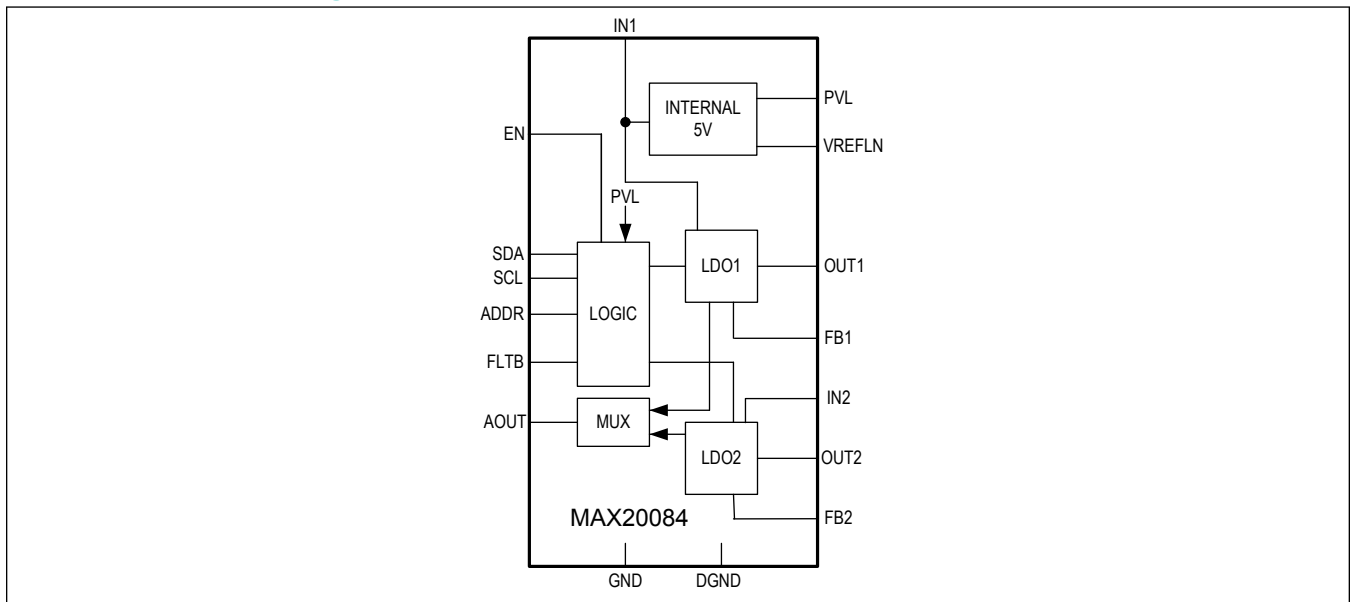 IN1
INTERNAL
5V
PVL
VREFLN
EN
PVL
SDA
SCL
ADDR
FLTB
AOUT
LOGIC
LDO1
OUT1
FB1
IN2
MUX
LDO2
OUT2
FB2
MAX20084
GND
DGND